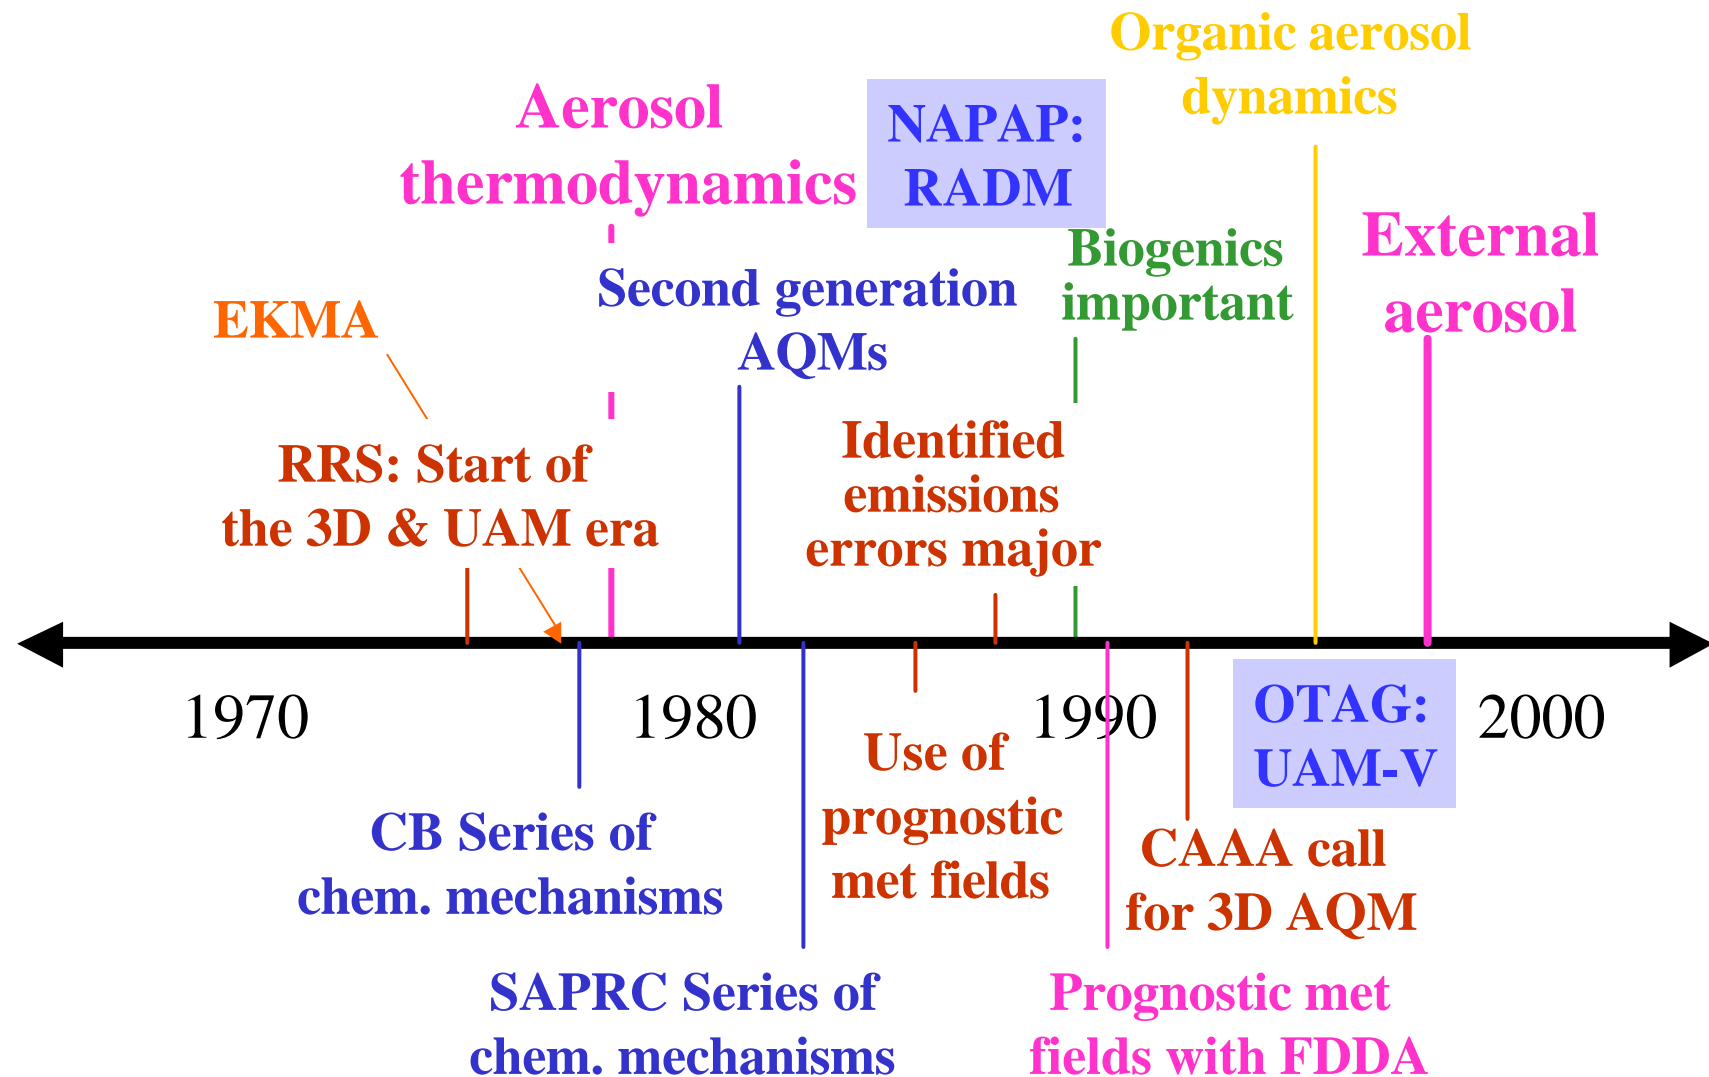 Organic aerosol
dynamics
Aerosol
thermodynamics
NAPAP:
RADM
External
aerosol
Biogenics
important
Second generation
AQMs
EKMA
RRS: Start of
the 3D & UAM era
Identified
emissions
errors major
1970
1980
1990
2000
OTAG:
UAM-V
Use of
prognostic
met fields
CB Series of
chem. mechanisms
CAAA call
for 3D AQM
SAPRC Series of
chem. mechanisms
Prognostic met
fields with FDDA